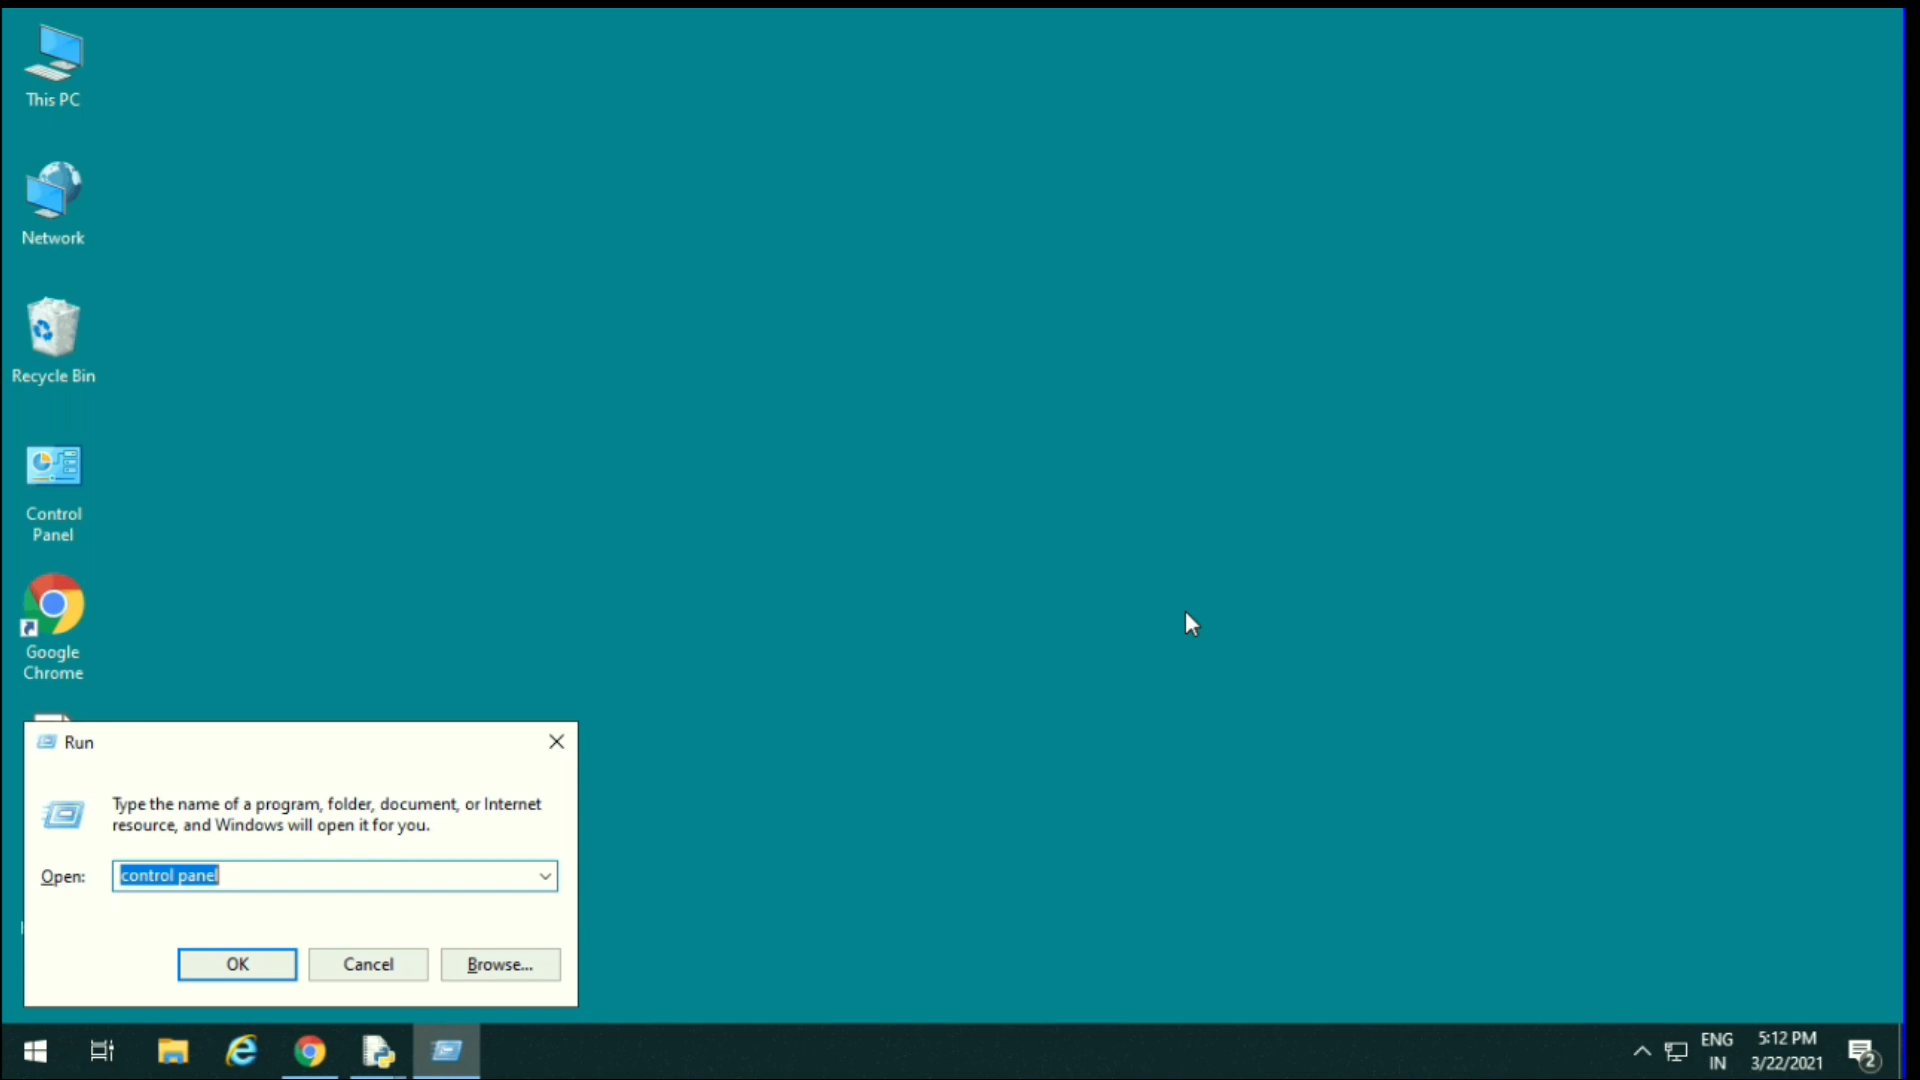 This PC
Network
Recycle Bin
Control
Panel
Google
Chrome
Run
Type the name of a program, folder, document, or Internet
resource, and Windows will open it for you.
Open:
control panel
OK
Cancel
Browse...
ENG
IN
5:12 PM
3/22/2021
2